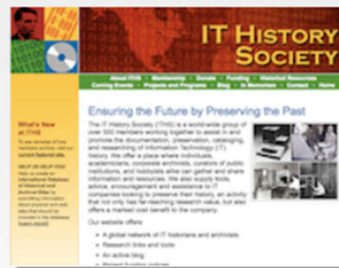 IT HISTORY
SOCIETY
About ITHS Membership Donate Funding Historical Resources
Coming Events Projects and Programs Blog In Memoriam Contact Home
Ensuring the Future by Preserving the Past
What's New
at ITHS
The IT History Society (ITHS) is a world-wide group of
over 500 members working together to assist in and
promote the documentation, preservation, cataloging,
and researching of Information Technology (IT)
history. We offer a place where individuals,
academicians, corporate archivists, curators of public
institutions, and hobbyists alike can gather and share
information and resources. We also supply tools,
advice, encouragement and assistance to IT
companies looking to preserve their history, an activity
that not only has far-reaching research value, but also
offers a marked cost benefit to the company.
Our website offers:
• A global network of IT historians and archivists
• Research links and tools
• An active blog